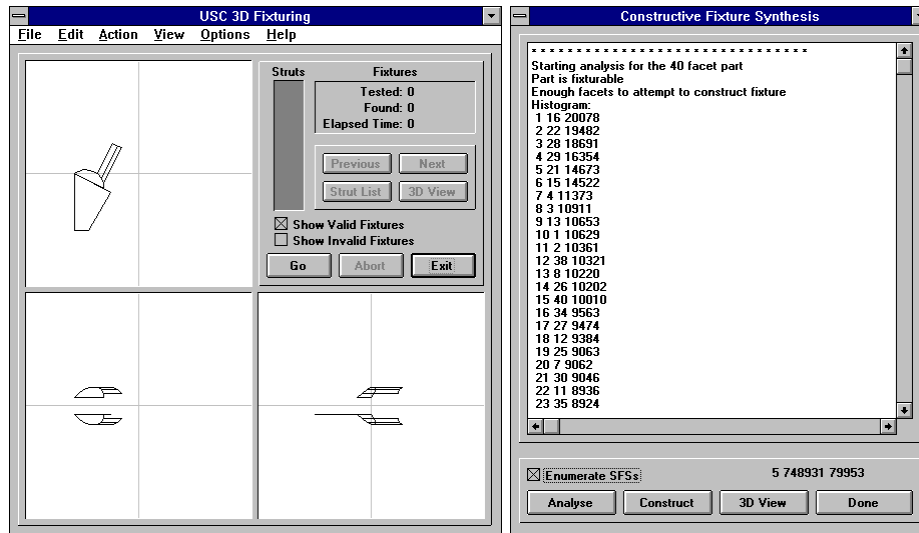 USC 3D Fixturing
File Edit Action View Options Help
Struts
Fixtures
Tested: 0
Found: 0
Elapsed Time: 0
Previous Next
Strut List 3D View
Show Valid Fixtures
Show Invalid Fixtures
Go Abort Exit
Constructive Fixture Synthesis
* * * * * * * * * * * * * * * * * * * * * * * * * * * * * * *
Starting analysis for the 40 facet part
Part is fixturable
Enough facets to attempt to construct fixture
Histogram:
1 16 20078
2 22 19482
3 28 18691
4 29 16354
5 21 14673
6 15 14522
7 4 11373
8 3 10911
9 13 10653
10 1 10629
11 2 10361
12 38 10321
13 8 10220
14 26 10202
15 40 10010
16 34 9563
17 27 9474
18 12 9384
19 25 9063
20 7 9062
21 30 9046
22 11 8936
23 35 8924
Enumerate SFSs 5 748931 79953
Analyse Construct 3D View Done